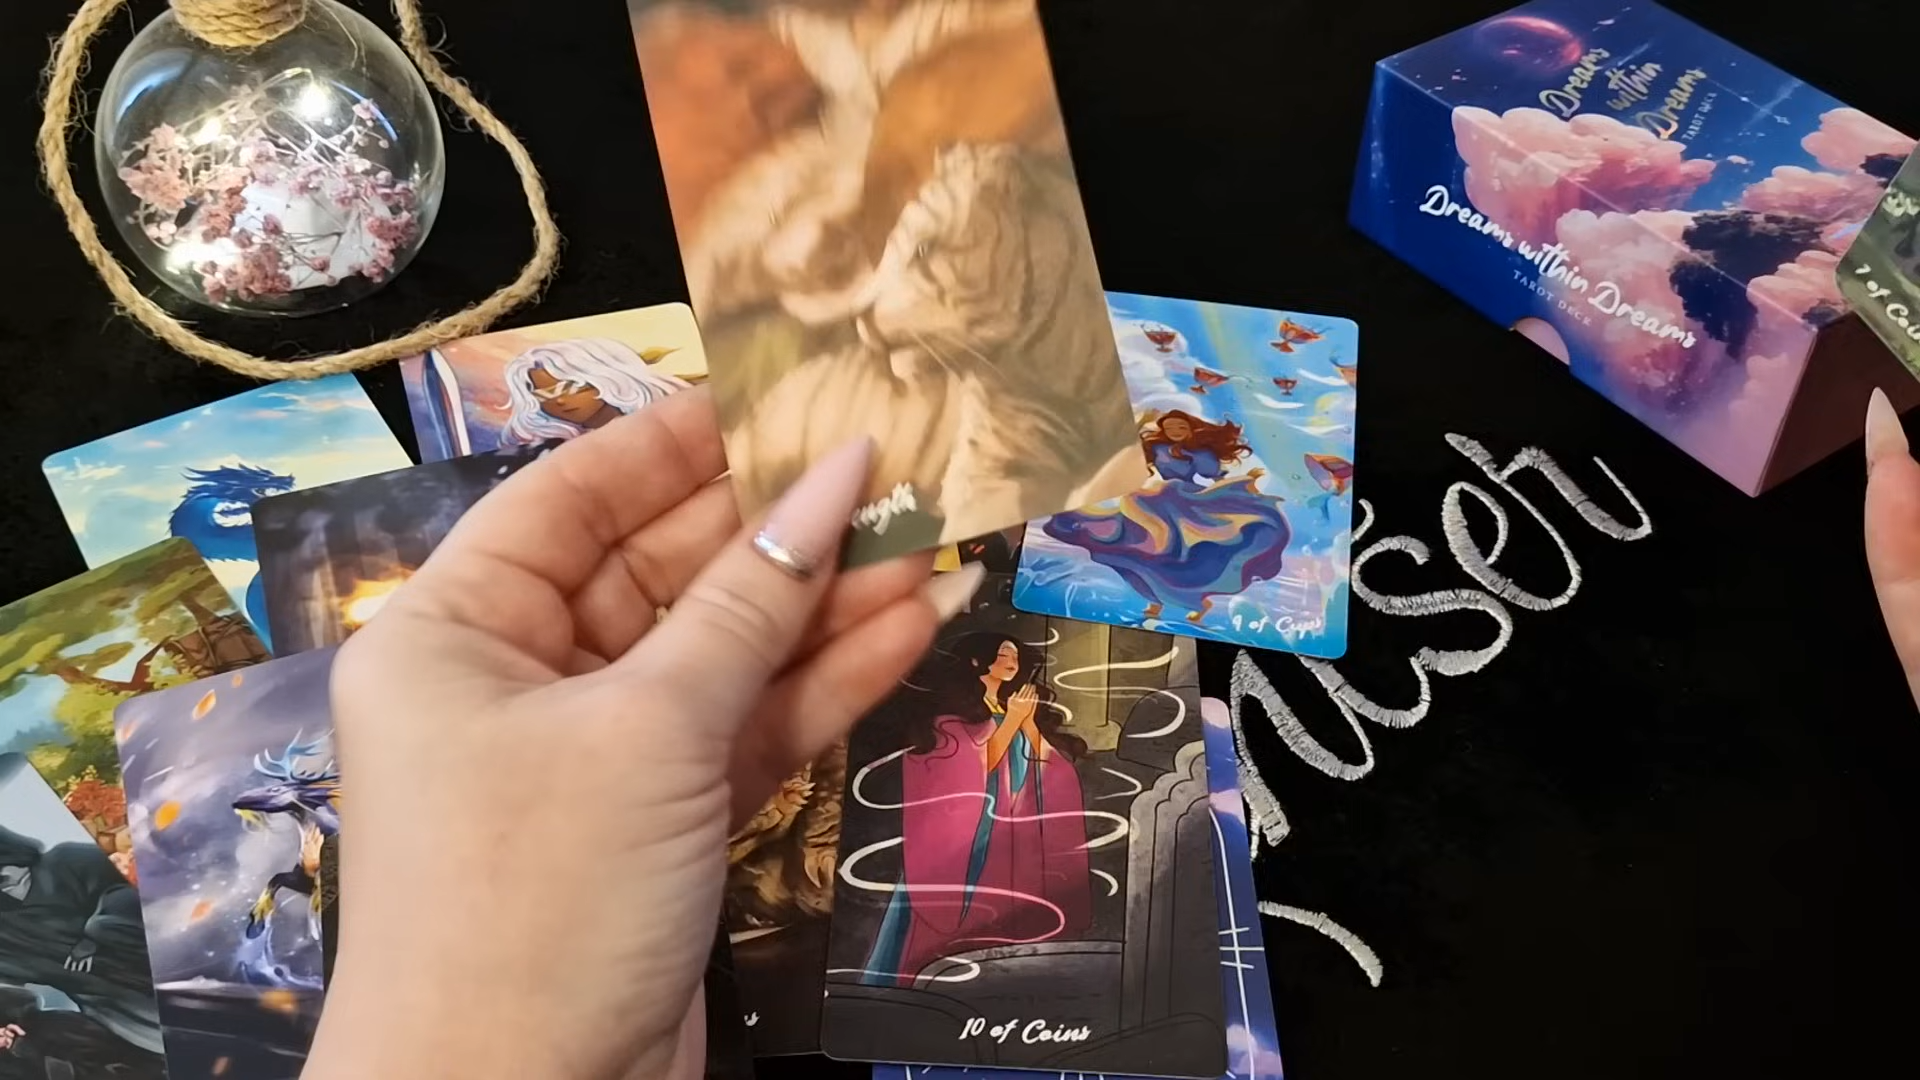 Dreams
within
Dreams
TAROT DECK
Dreams within Dreams
TAROT DECK
9 of Cups
10 of Coins